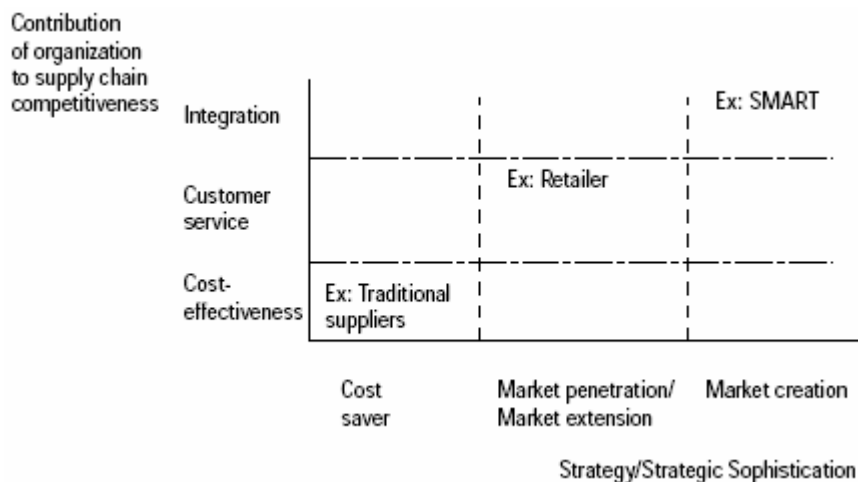 Contribution
of organization
to supply chain
competitiveness
Integration
Ex: SMART
Customer
service
Ex: Retailer
Cost-
effectiveness
Ex: Traditional
suppliers
Cost
saver
Market penetration/
Market extension
Market creation
Strategy/Strategic Sophistication